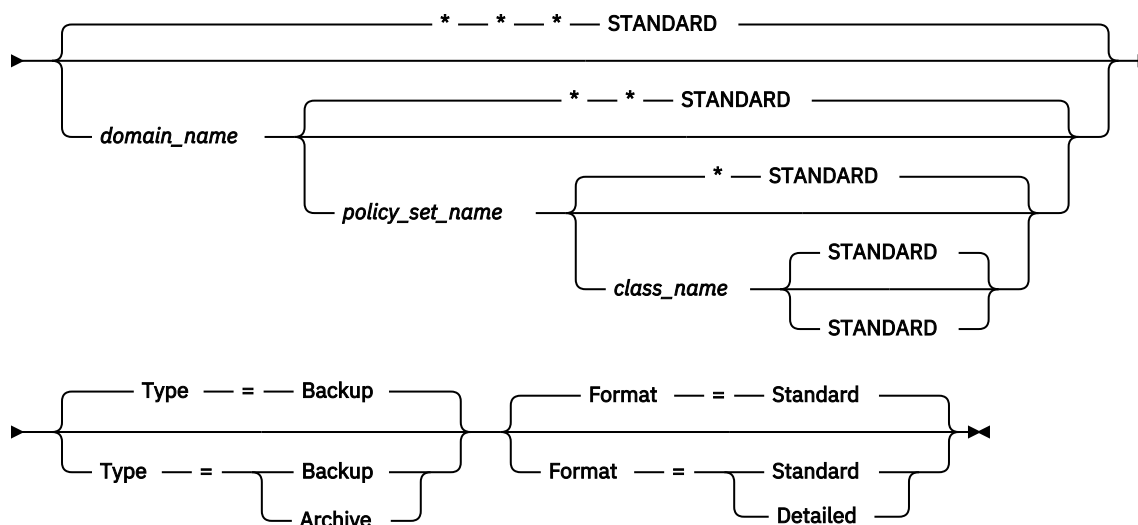 * * * STANDARD
* * STANDARD
domain_name
* STANDARD
policy_set_name
STANDARD
class_name
STANDARD
Type = Backup Format = Standard
Type = Backup Format = Standard
Archive Detailed